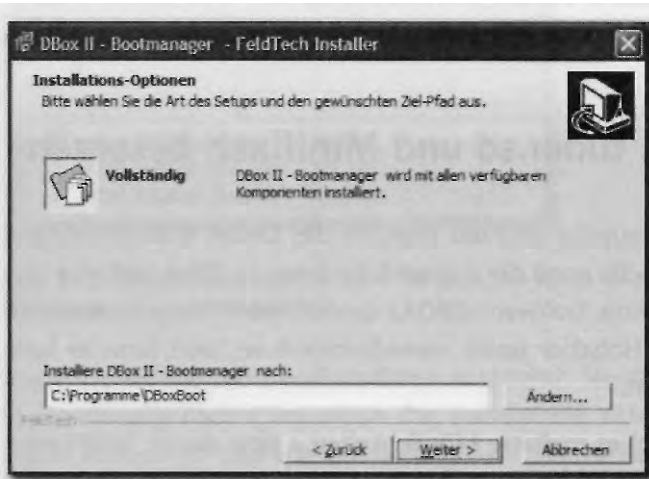 DBox II - Bootmanager - FeldTech Installer
Installations-Optionen
Bitte wählen Sie die Art des Setups und den gewünschten Ziel-Pfad aus.
Vollständig
DBox II - Bootmanager wird mit allen verfügbaren
Komponenten installiert.
Installiere DBox II - Bootmanager nach:
C:\Programme\DBoxBoot
Ändern...
< Zurück
Weiter >
Abbrechen